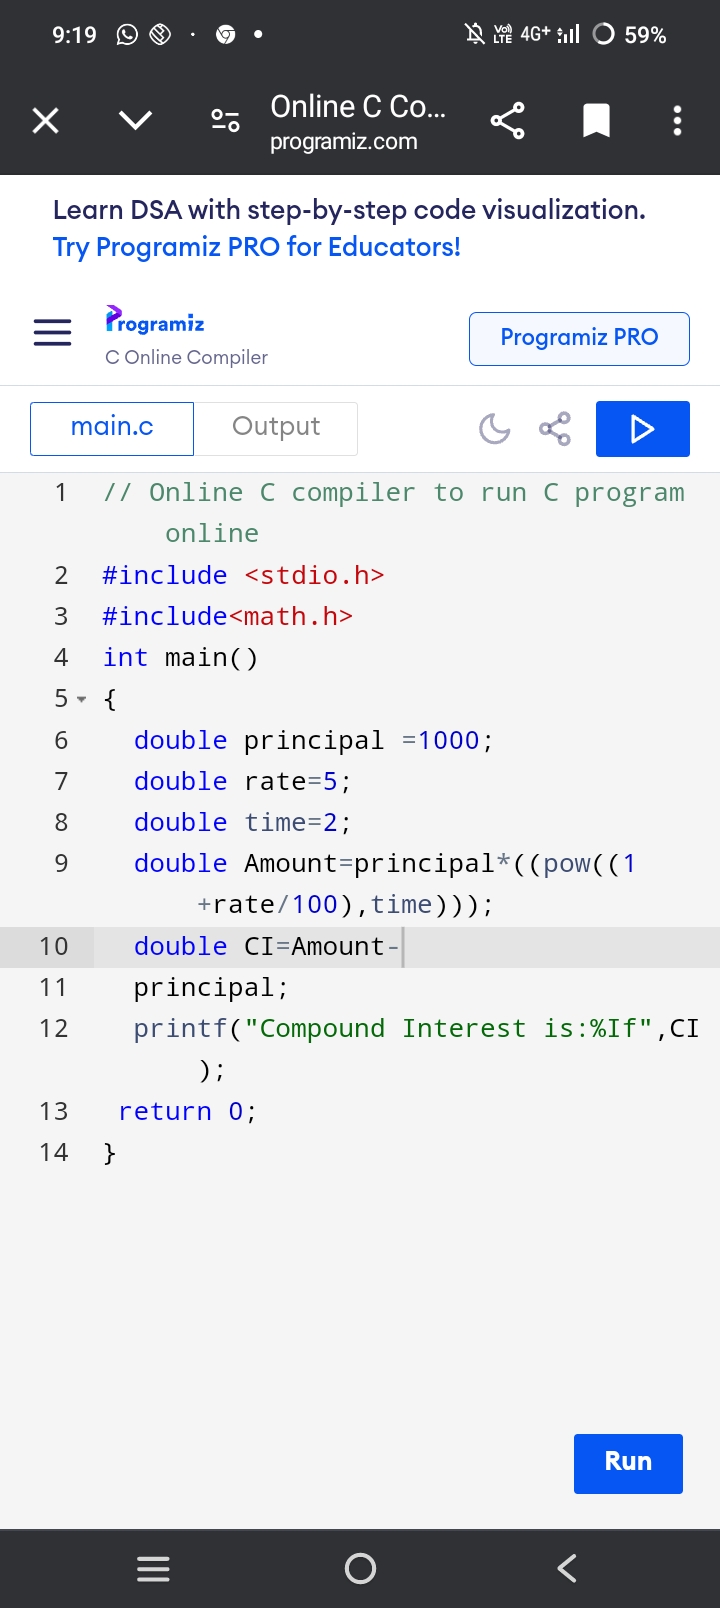 9:19
Vo) LTE 4G+ 59%
Online C Co...
programiz.com
Learn DSA with step-by-step code visualization.
Try Programiz PRO for Educators!
Programiz
C Online Compiler
Programiz PRO
main.c
Output
1 // Online C compiler to run C program
online
2 #include <stdio.h>
3 #include<math.h>
4 int main()
5 {
6 double principal =1000;
7 double rate=5;
8 double time=2;
9 double Amount=principal*((pow((1
+rate/100),time)));
10 double CI=Amount-
11 principal;
12 printf("Compound Interest is:%If",CI
);
13 return 0;
14 }
Run